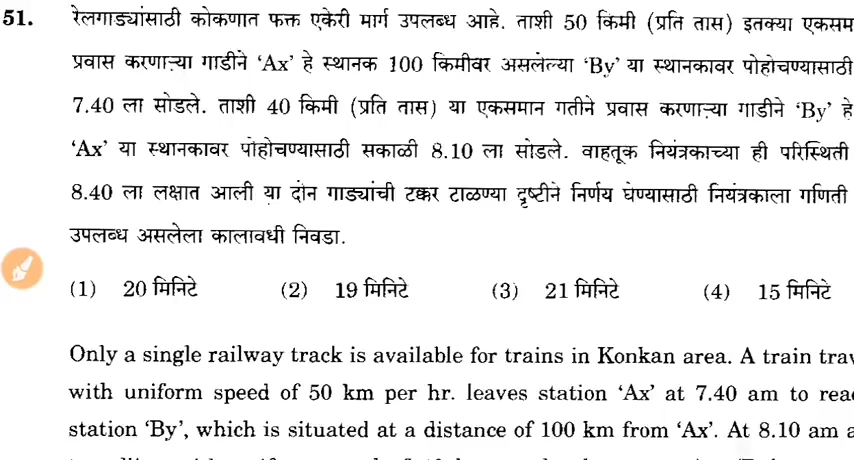 51. रेलगाड्यांसाठी कोकणात फक्त एकेरी मार्ग उपलब्ध आहे. ताशी 50 किमी (प्रति तास) इतक्या एकसम
प्रवास करणाऱ्या गाडीने ‘Ax’ हे स्थानक 100 किमीवर असलेल्या ‘By’ या स्थानकावर पोहोचण्यासाठी
7.40 ला सोडले. ताशी 40 किमी (प्रति तास) या एकसमान गतीने प्रवास करणाऱ्या गाडीने ‘By’ हे
‘Ax’ या स्थानकावर पोहोचण्यासाठी सकाळी 8.10 ला सोडले. वाहतूक नियंत्रकाच्या ही परिस्थिती
8.40 ला लक्षात आली या दोन गाड्यांची टक्कर टाळण्या दृष्टीने निर्णय घेण्यासाठी नियंत्रकाला गणिती
उपलब्ध असलेला कालावधी निवडा.
(1) 20 मिनिटे (2) 19 मिनिटे (3) 21 मिनिटे (4) 15 मिनिटे
Only a single railway track is available for trains in Konkan area. A train trav
with uniform speed of 50 km per hr. leaves station ‘Ax’ at 7.40 am to reac
station ‘By’, which is situated at a distance of 100 km from ‘Ax’. At 8.10 am a